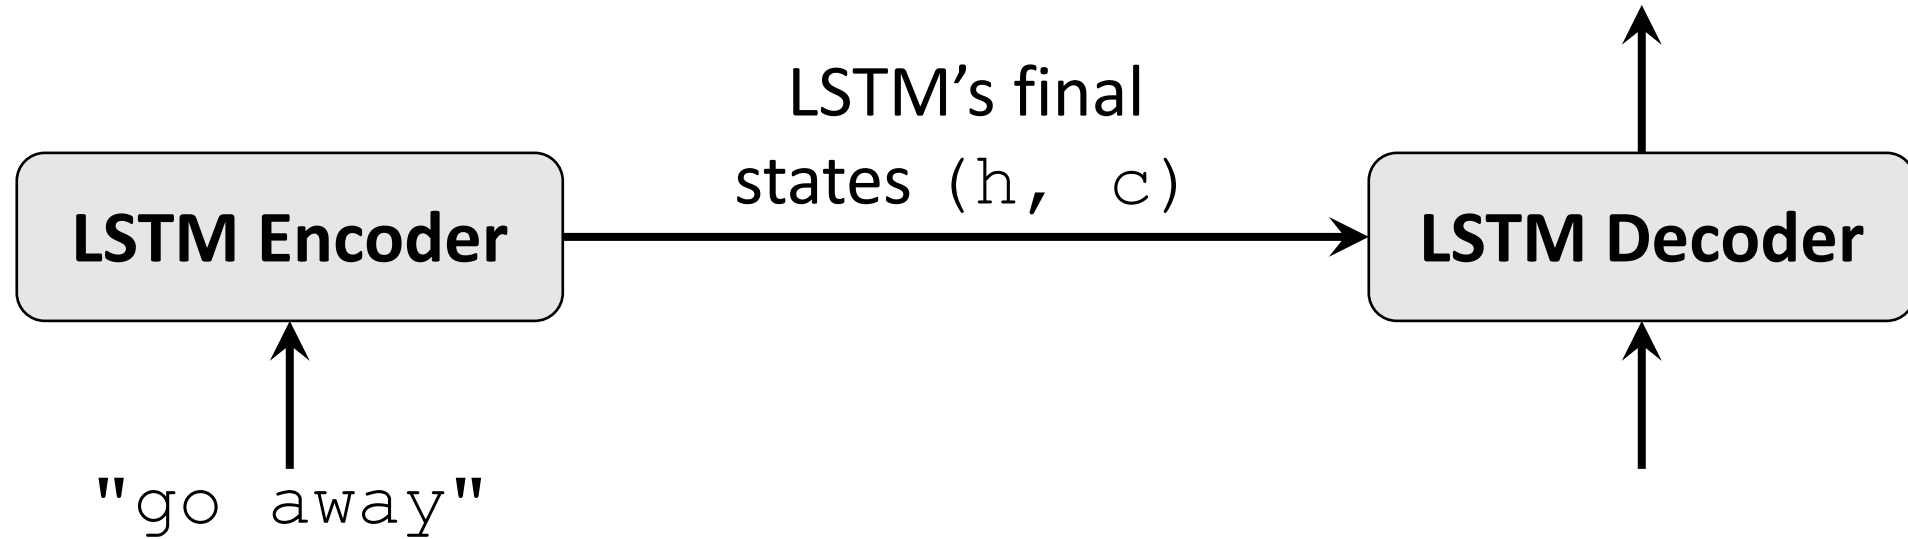 LSTM’s final
states (h, c)
LSTM Encoder
LSTM Decoder
"go away"